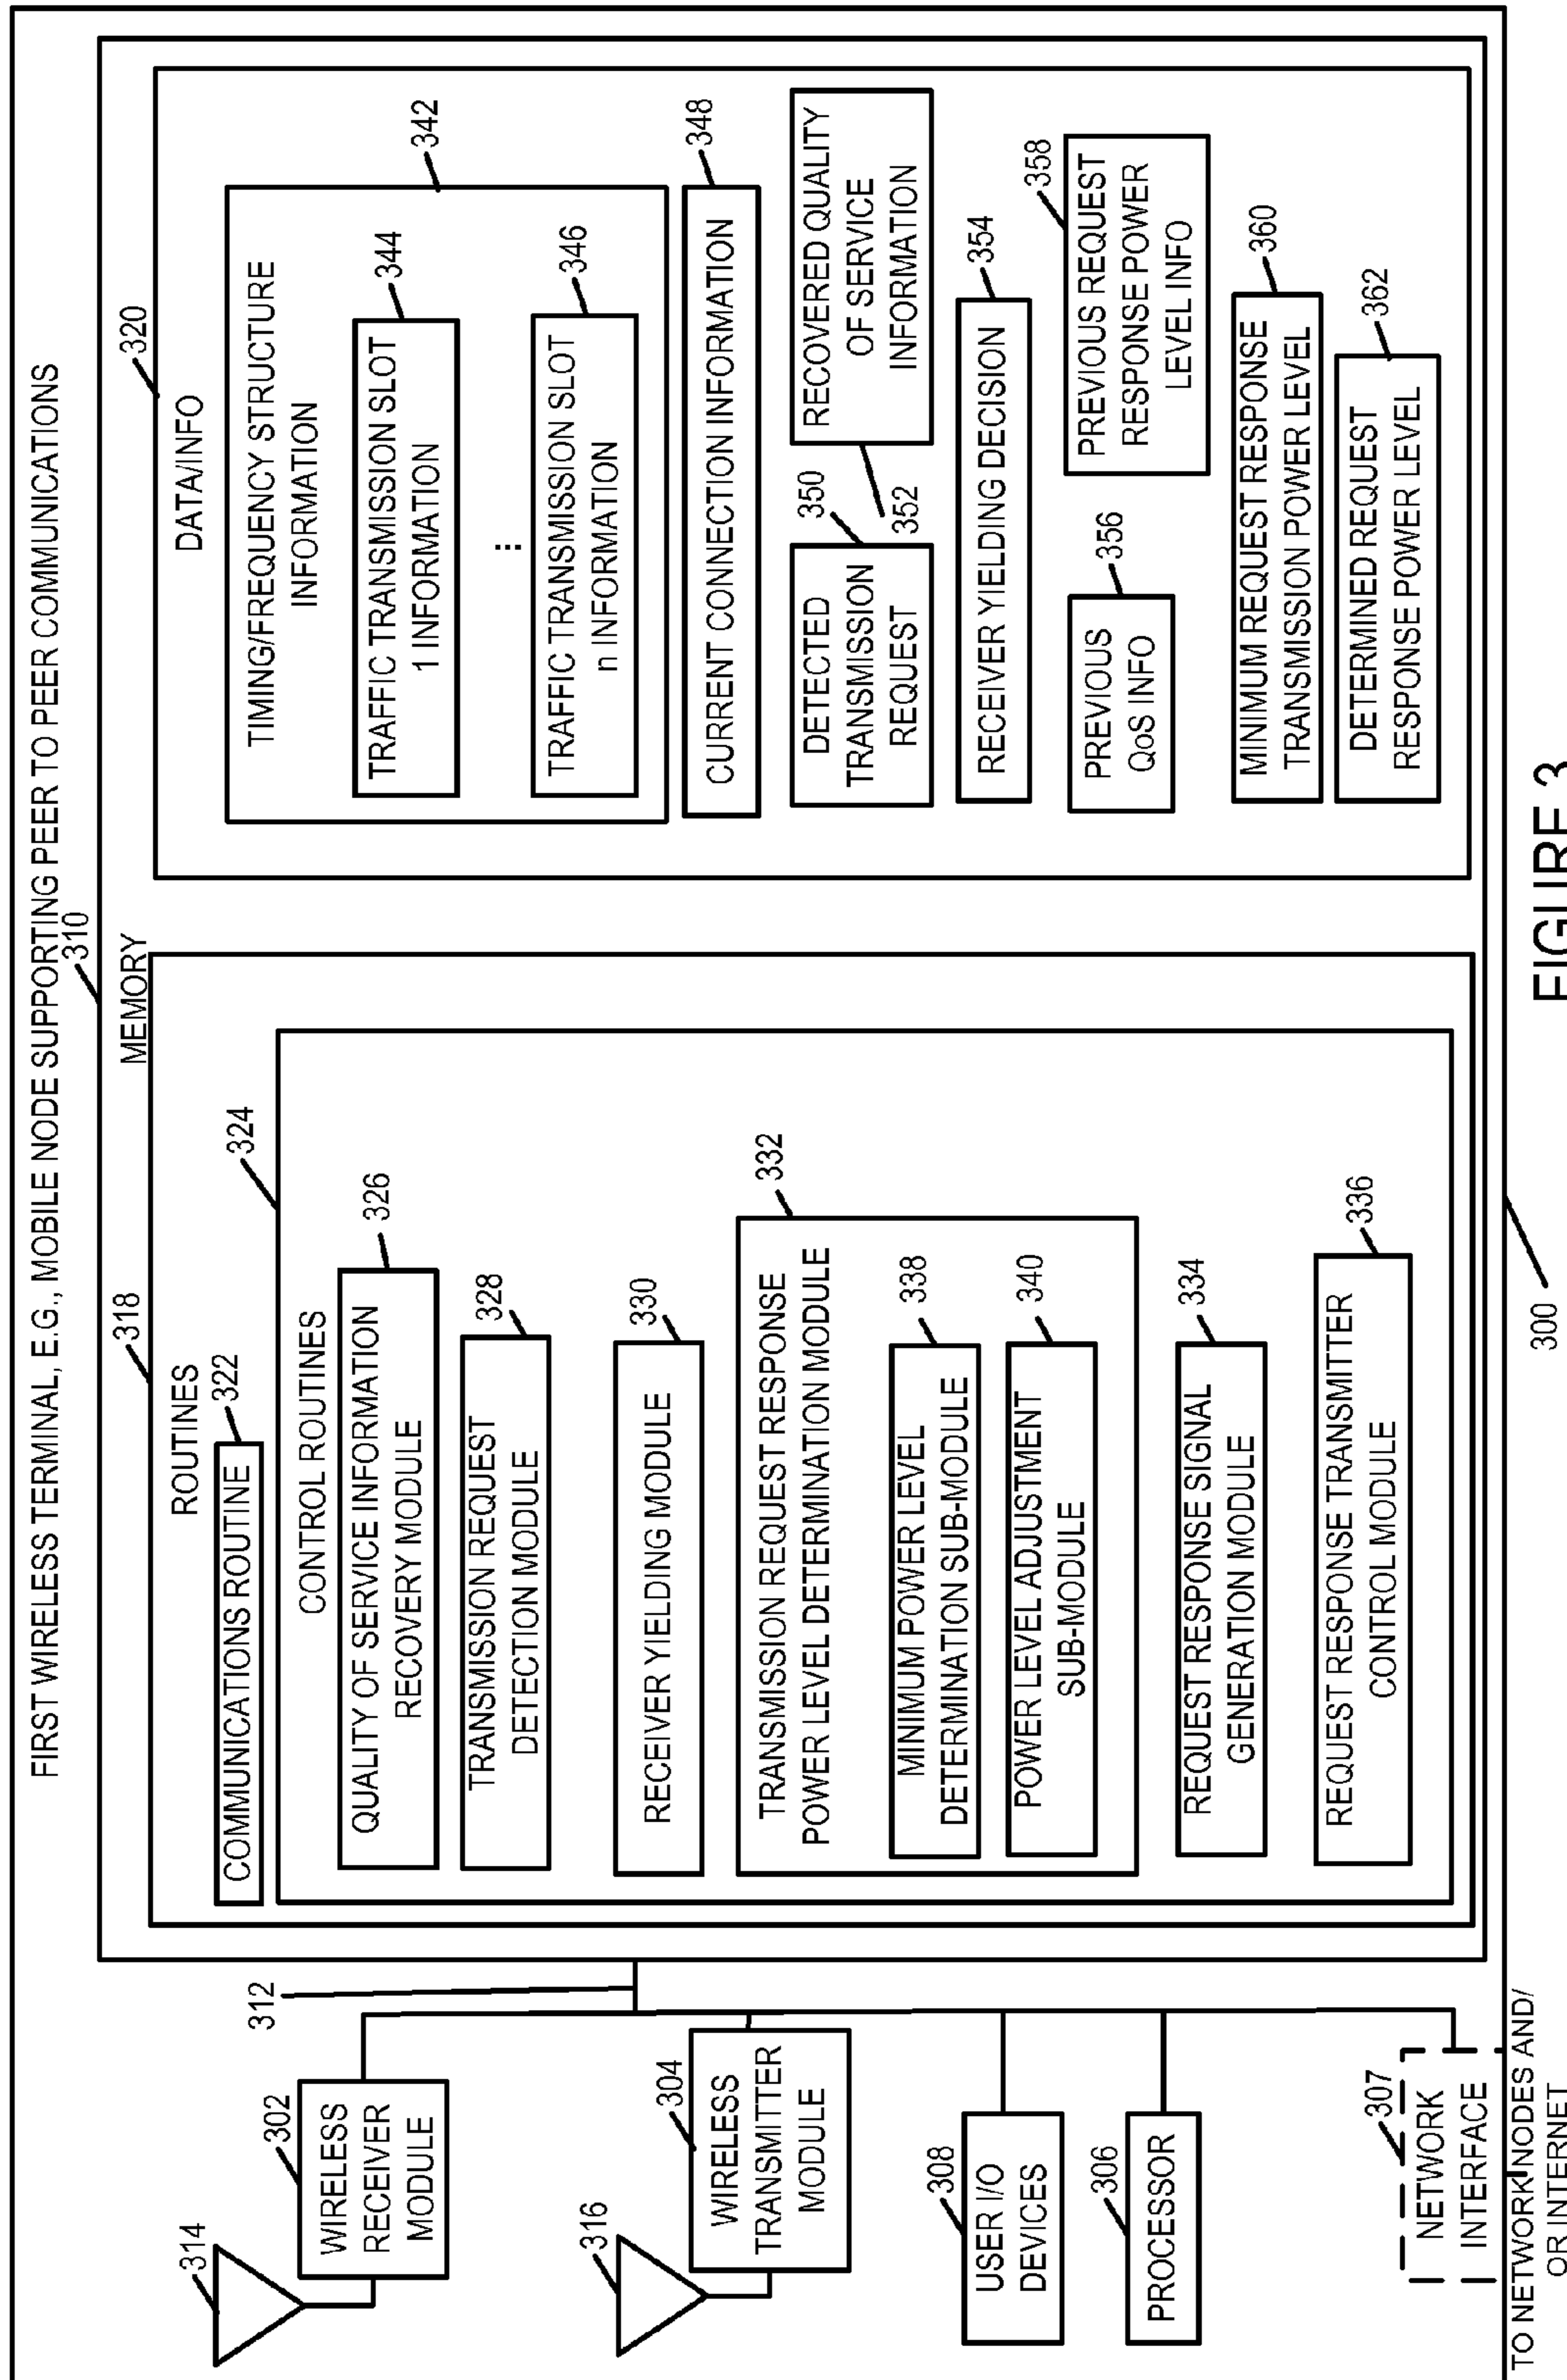 FIRST WIRELESS TERMINAL, E.G., MOBILE NODE SUPPORTING PEER TO PEER COMMUNICATIONS
310
314
302
WIRELESS
RECEIVER
MODULE
316
304
WIRELESS
TRANSMITTER
MODULE
308
USER I/O
DEVICES
306
PROCESSOR
307
NETWORK
INTERFACE
TO NETWORK NODES AND/
OR INTERNET
312
MEMORY
318
ROUTINES
322
COMMUNICATIONS ROUTINE
324
CONTROL ROUTINES
326
QUALITY OF SERVICE INFORMATION
RECOVERY MODULE
328
TRANSMISSION REQUEST
DETECTION MODULE
330
RECEIVER YIELDING MODULE
332
TRANSMISSION REQUEST RESPONSE
POWER LEVEL DETERMINATION MODULE
338
MINIMUM POWER LEVEL
DETERMINATION SUB-MODULE
340
POWER LEVEL ADJUSTMENT
SUB-MODULE
334
REQUEST RESPONSE SIGNAL
GENERATION MODULE
336
REQUEST RESPONSE TRANSMITTER
CONTROL MODULE
320
DATA/INFO
342
TIMING/FREQUENCY STRUCTURE
INFORMATION
344
TRAFFIC TRANSMISSION SLOT
1 INFORMATION
...
346
TRAFFIC TRANSMISSION SLOT
n INFORMATION
348
CURRENT CONNECTION INFORMATION
350
DETECTED
TRANSMISSION
REQUEST
352
RECOVERED QUALITY
OF SERVICE
INFORMATION
354
RECEIVER YIELDING DECISION
356
PREVIOUS
QoS INFO
358
PREVIOUS REQUEST
RESPONSE POWER
LEVEL INFO
360
MINIMUM REQUEST RESPONSE
TRANSMISSION POWER LEVEL
362
DETERMINED REQUEST
RESPONSE POWER LEVEL
300
FIGURE 3